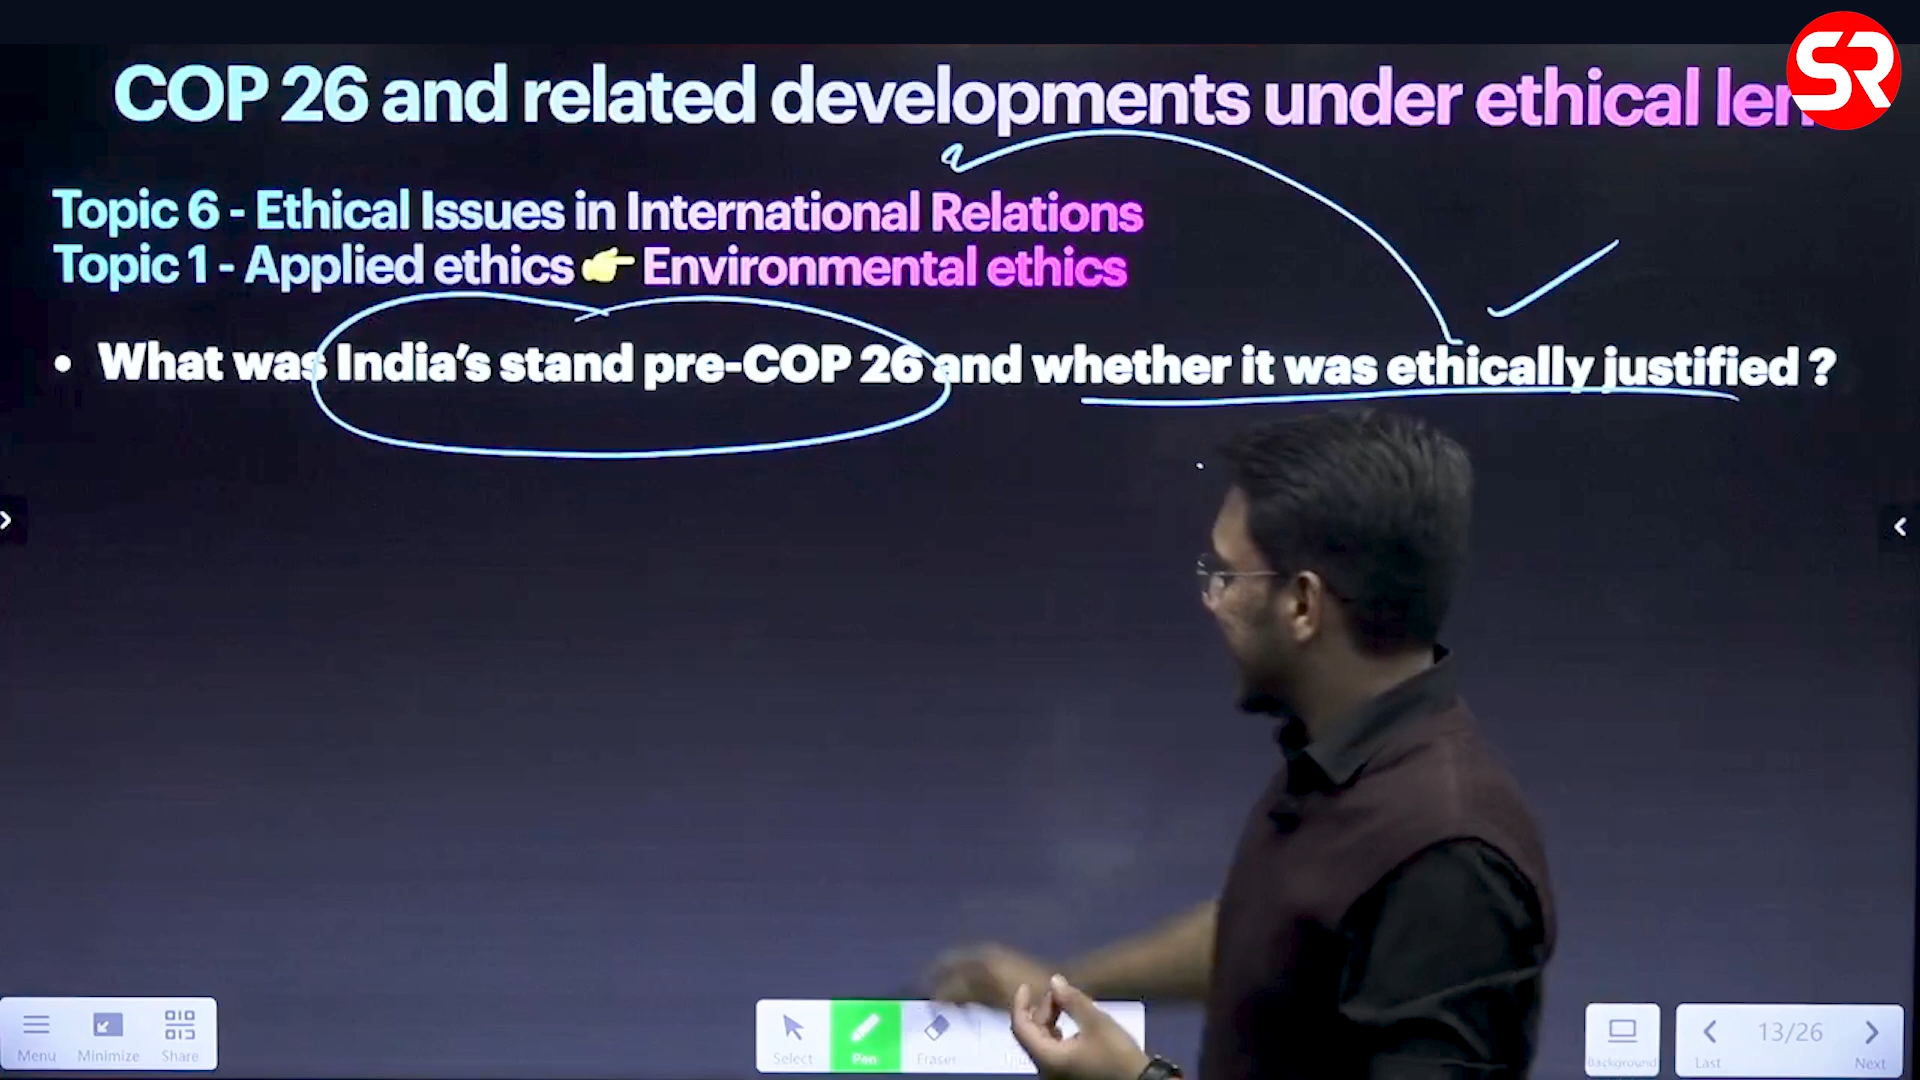 SR
COP 26 and related developments under ethical len
Topic 6 - Ethical Issues in International Relations
Topic 1 - Applied ethics 👉 Environmental ethics
• What was India's stand pre-COP 26 and whether it was ethically justified ?
Menu Minimize Share Select Pen Eraser Background Last 13/26 Next